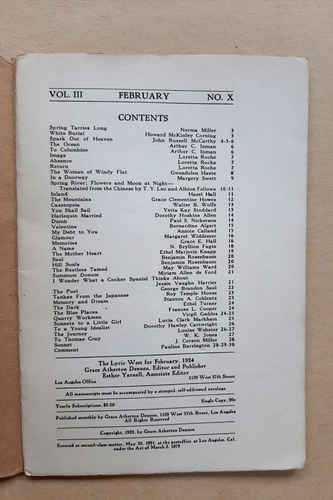 VOL. III FEBRUARY NO. X
CONTENTS
Spring Tarries Long Norma Miller 3
White Burial Howard McKinley Corning 3
Spark Out of Heaven John Russell McCarthy 4-5-6
The Ocean Arthur C. Inman 6
To Columbine Arthur C. Inman 6
Image Loretta Roche 7
Absence Loretta Roche 7
Return Loretta Roche 7
The Woman of Windy Flat Gwendolen Haste 8
In a Doorway Margery Swett 9
Spring River: Flowers and Moon at Night—
Translated from the Chinese by T. Y. Leo and Albion Fellows 10-11
Inland Hazel Hall 11
The Mountains Grace Clementine Howes 12
Cassiopeia Walter B. Wolfe 13
You Shall Sell Yetta Kay Stoddard 13
Harlequin Married Dorothy Hoskins Allen 14
Dumb Paul S. Nickerson 14
Valentine Bernardine Algert 15
My Debt to You Annice Calland 15
Glamour Margaret Widdemer 16
Memories Grace E. Hall 16
A Name N. Bryllion Fagin 18
The Mother Heart Ethel Marjorie Knapp 19
Saul Benjamin Rosenbaum 20
Hill Souls Benjamin Rosenbaum 20
The Restless Tamed May Williams Ward 20
Summum Donum Miriam Allen de Ford 21
I Wonder What a Cocker Spaniel Thinks About
Jessie Vaughn Harrier 21
The Poet George Brandon Saul 22
Tankas From the Japanese Roy Temple House 22
Memory and Dream Stanton A. Coblentz 23
The Dark Ethel Turner 23
The Blue Places Frances L. Cooper 24
Quarry Workmen Virgil Geddes 24-25
Sonnets to a Little Girl Lucia Clark Markham 25
To a Young Idealist Dorothy Hawley Cartwright 26
The Journey Louise Webster 26-27
To Thomas Gray W. K. Jones 27
Sonnet J. Corson Miller 28
Comment Pauline Barrington 28-29-30
The Lyric West for February, 1924
Grace Atherton Dennen, Editor and Publisher
Esther Yarnell, Associate Editor
Los Angeles Office 1139 West 27th Street
All manuscripts must be accompanied by a stamped, self-addressed envelope
Yearly Subscriptions, $2.00 Single Copy, 20c
Published monthly by Grace Atherton Dennen, 1139 West 27th Street, Los Angeles
All Rights Reserved
Copyright, 1923, by Grace Atherton Dennen
Entered as second-class matter, May 25, 1921, at the postoffice at Los Angeles, Cal.
under the Act of March 3, 1879